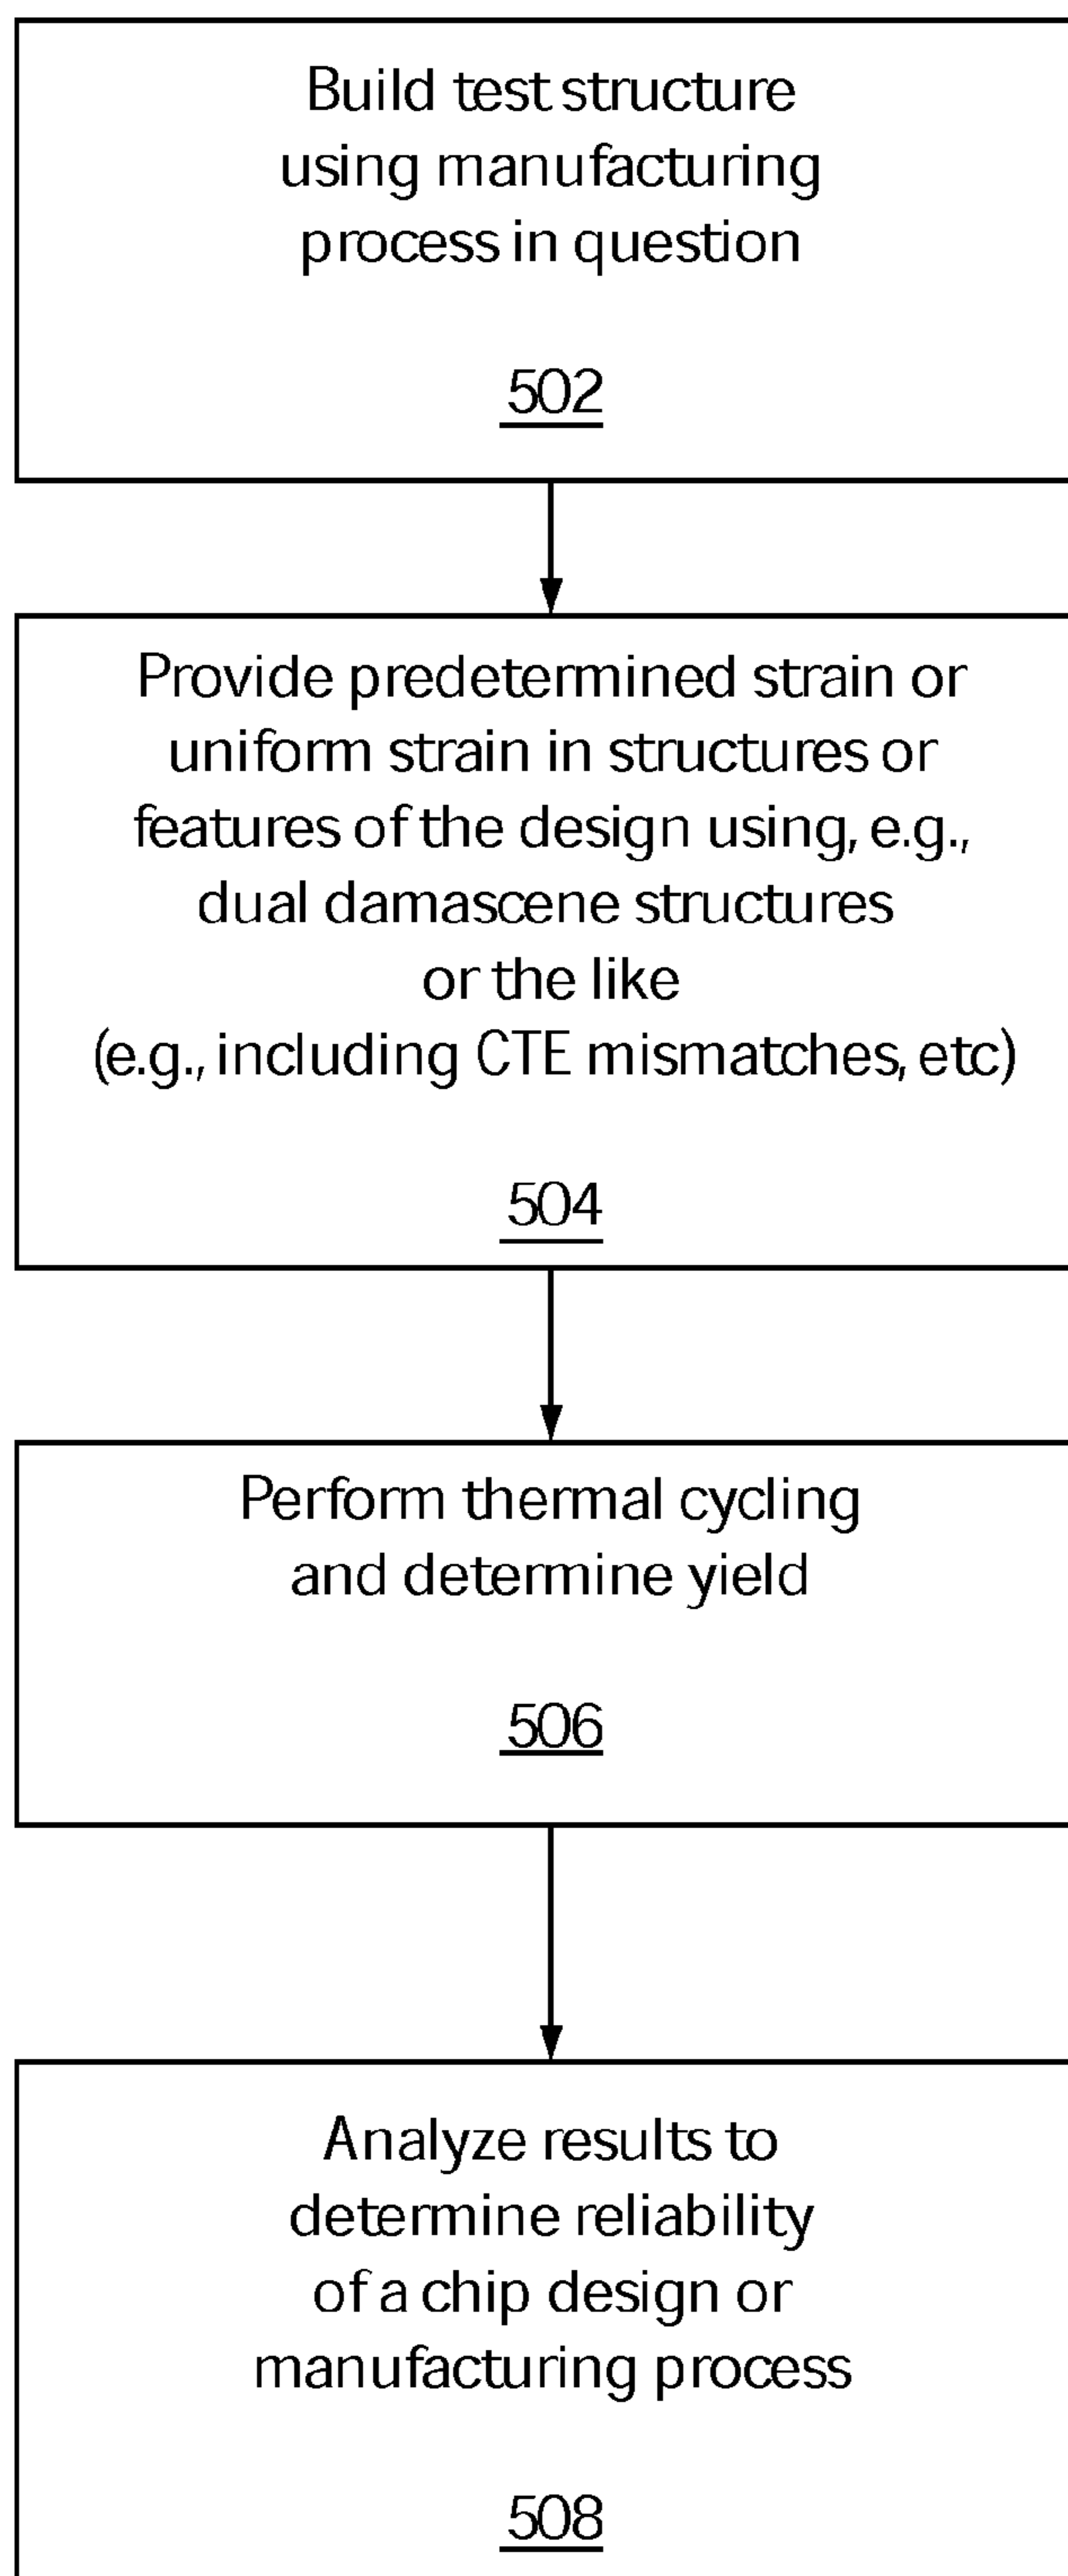 Build test structure
using manufacturing
process in question
502
Provide predetermined strain or
uniform strain in structures or
features of the design using, e.g.,
dual damascene structures
or the like
(e.g., including CTE mismatches, etc)
504
Perform thermal cycling
and determine yield
506
Analyze results to
determine reliability
of a chip design or
manufacturing process
508